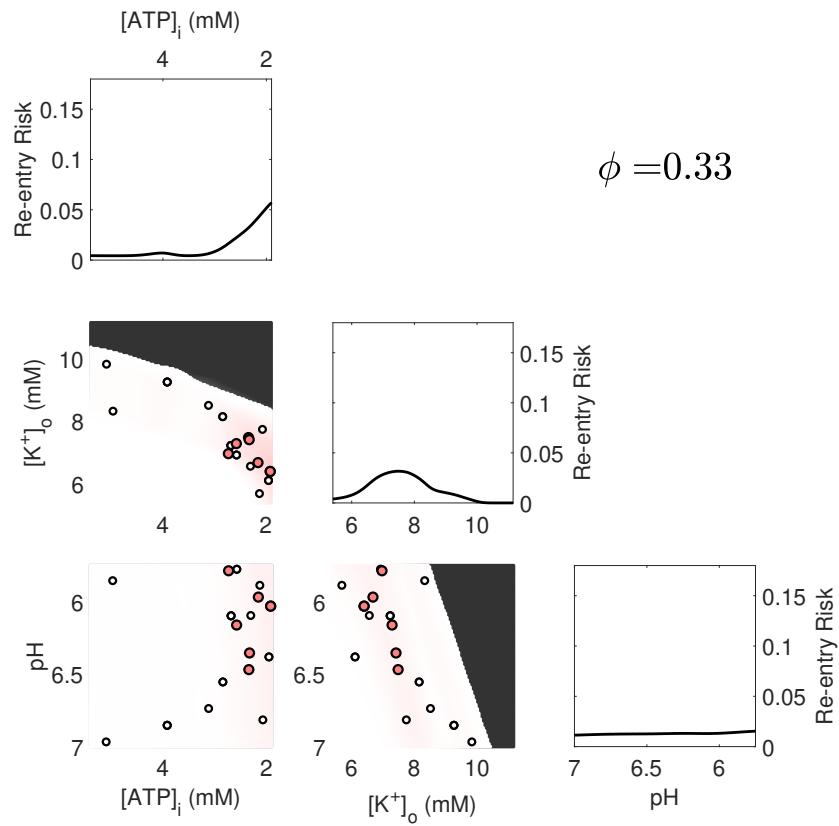 [ATP]i (mM)
4 2
Re-entry Risk
0.15
0.1
0.05
0
ϕ =0.33
[K+]o (mM)
10
8
6
4 2
0.15
0.1
0.05
0
Re-entry Risk
6 8 10
pH
6
6.5
7
4 2
[ATP]i (mM)
6.5
7
6 8 10
[K+]o (mM)
0.15
0.1
0.05
0
Re-entry Risk
7 6.5 6
pH